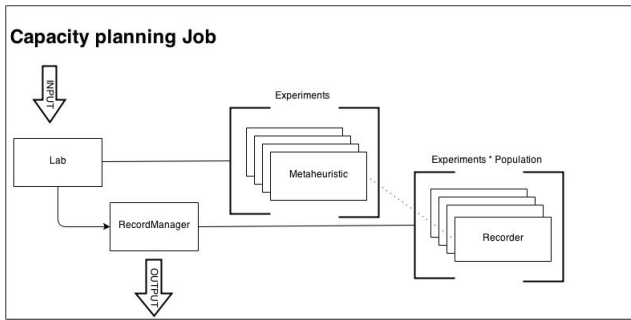 Capacity planning Job
INPUT
Experiments
Lab
Metaheuristic
Experiments * Population
RecordManager
Recorder
OUTPUT